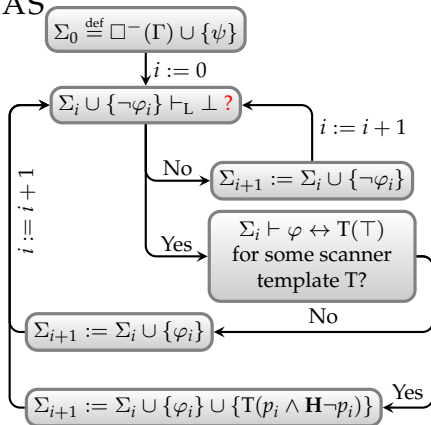 AS
Σ₀ ≝ □⁻(Γ) ∪ {ψ}
i := 0
Σᵢ ∪ {¬φᵢ} ⊢_L ⊥ ?
i := i + 1
No
Σᵢ₊₁ := Σᵢ ∪ {¬φᵢ}
i := i + 1
Yes
Σᵢ ⊢ φ ↔ T(⊤)
for some scanner
template T?
No
Σᵢ₊₁ := Σᵢ ∪ {φᵢ}
Yes
Σᵢ₊₁ := Σᵢ ∪ {φᵢ} ∪ {T(pᵢ ∧ H¬pᵢ)}